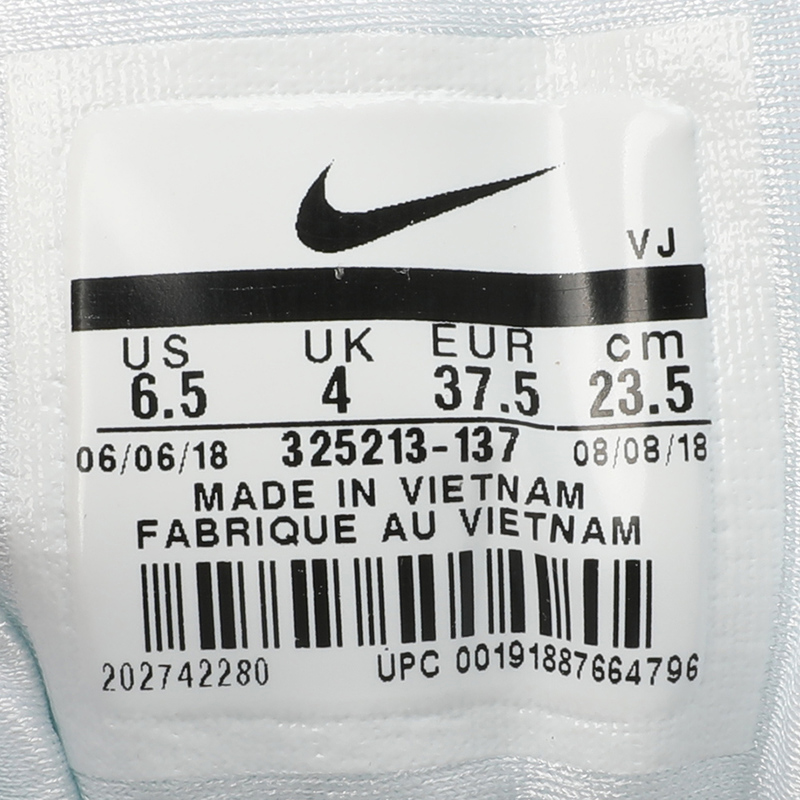 VJ
US UK EUR cm
6.5 4 37.5 23.5
06/06/18 325213-137 08/08/18
MADE IN VIETNAM
FABRIQUE AU VIETNAM
202742280 UPC 00191887664796